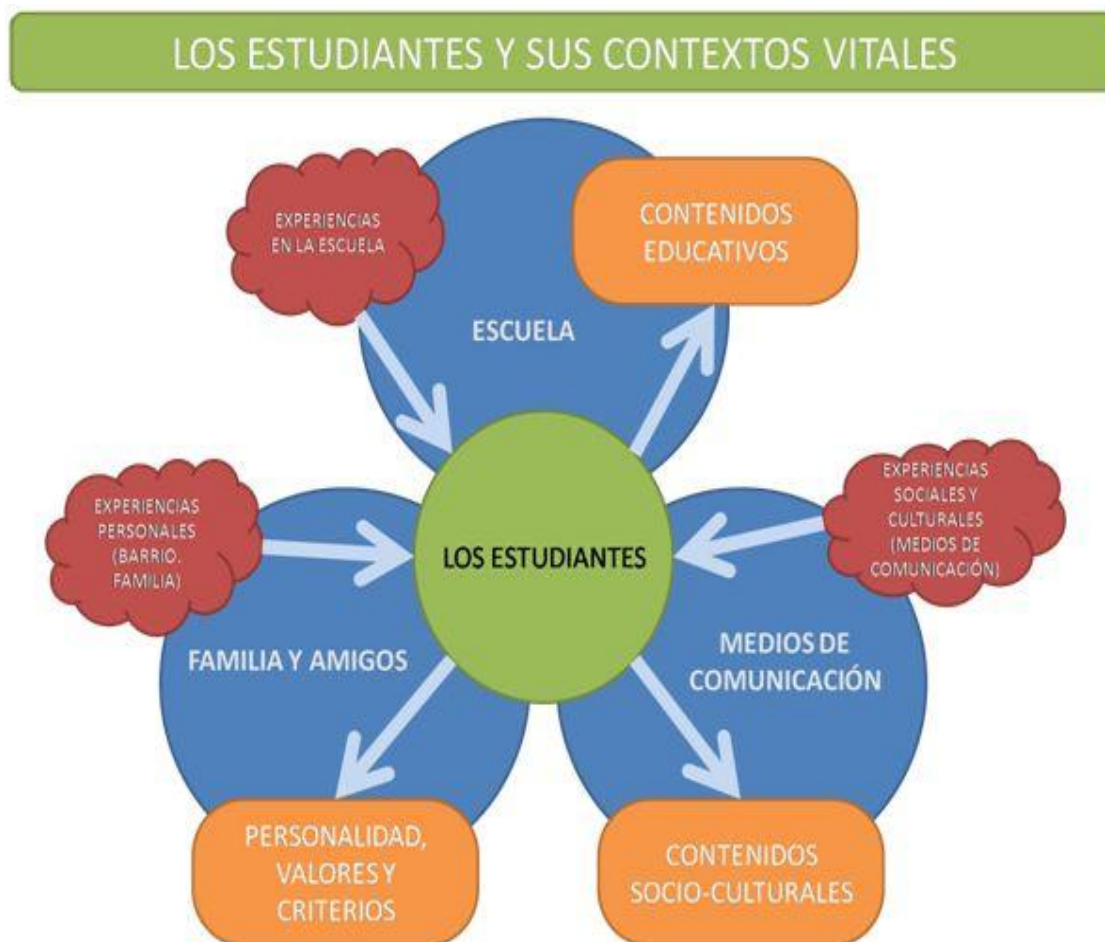 LOS ESTUDIANTES Y SUS CONTEXTOS VITALES
EXPERIENCIAS
EN LA ESCUELA
CONTENIDOS
EDUCATIVOS
ESCUELA
EXPERIENCIAS
PERSONALES
(BARRIO.
FAMILIA)
LOS ESTUDIANTES
EXPERIENCIAS
SOCIALES Y
CULTURALES
(MEDIOS DE
COMUNICACIÓN)
FAMILIA Y AMIGOS
MEDIOS DE
COMUNICACIÓN
PERSONALIDAD,
VALORES Y
CRITERIOS
CONTENIDOS
SOCIO-CULTURALES